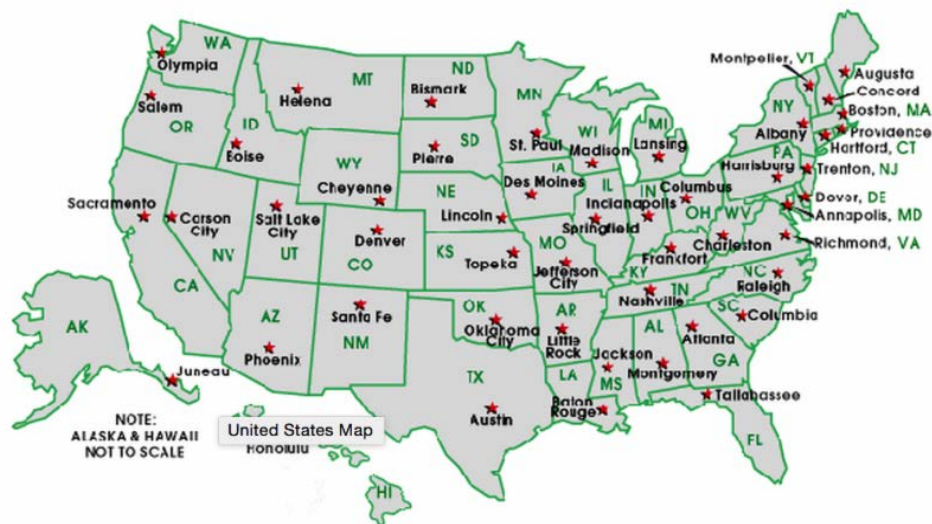 WA
Olympia
MT
Helena
ND
Bismark
MN
Montpelier, VT
Augusta
Concord
Boston, MA
Providence
Hartford, CT
Salem
OR
ID
Boise
SD
Pierre
St. Paul
WI
Madison
MI
Lansing
NY
Albany
PA
Harrisburg
Trenton, NJ
Dover, DE
Annapolis, MD
Richmond, VA
WY
Cheyenne
NE
Lincoln
IA
Des Moines
IL
Springfield
IN
Indianapolis
Columbus
OH
WV
Charleston
Sacramento
Carson
City
NV
CA
Salt Lake
City
UT
Denver
CO
KS
Topeka
MO
Jefferson
City
KY
Frankfort
NC
Raleigh
TN
Nashville
SC
Columbia
AZ
Phoenix
Santa Fe
NM
OK
Oklahoma
City
AR
Little
Rock
AL
Montgomery
Atlanta
GA
Jackson
MS
LA
Baton
Rouge
TX
Austin
Tallabassee
FL
AK
Juneau
NOTE:
ALASKA & HAWAII
NOT TO SCALE
United States Map
Honolulu
HI